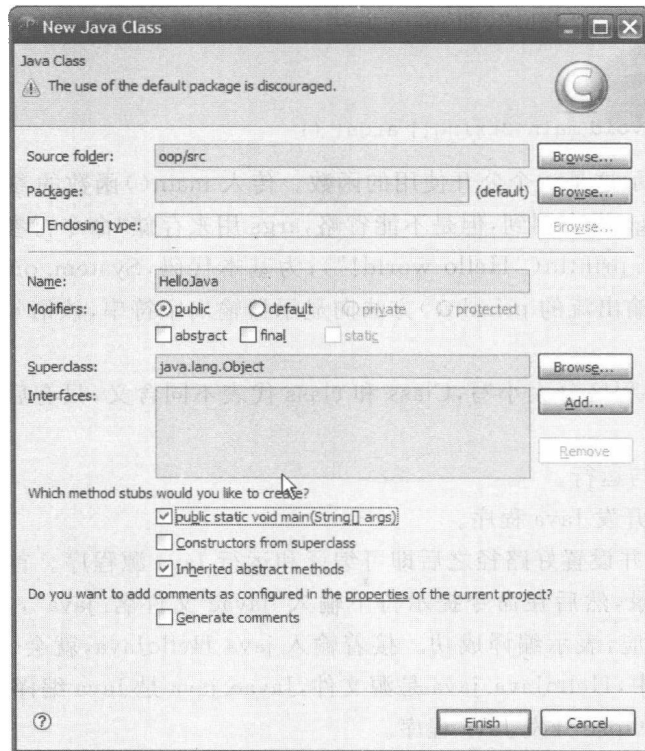 New Java Class
Java Class
The use of the default package is discouraged.
Source folder: oop/src Browse...
Package: (default) Browse...
Enclosing type: Browse...
Name: HelloJava
Modifiers: public default private protected
abstract final static
Superclass: java.lang.Object Browse...
Interfaces: Add...
Remove
Which method stubs would you like to create?
public static void main(String[] args)
Constructors from superclass
Inherited abstract methods
Do you want to add comments as configured in the properties of the current project?
Generate comments
Finish Cancel